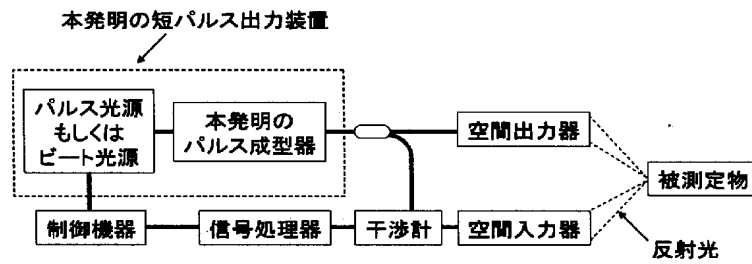 本発明の短パルス出力装置
パルス光源
もしくは
ビート光源
本発明の
パルス成型器
空間出力器
被測定物
制御機器
信号処理器
干渉計
空間入力器
反射光